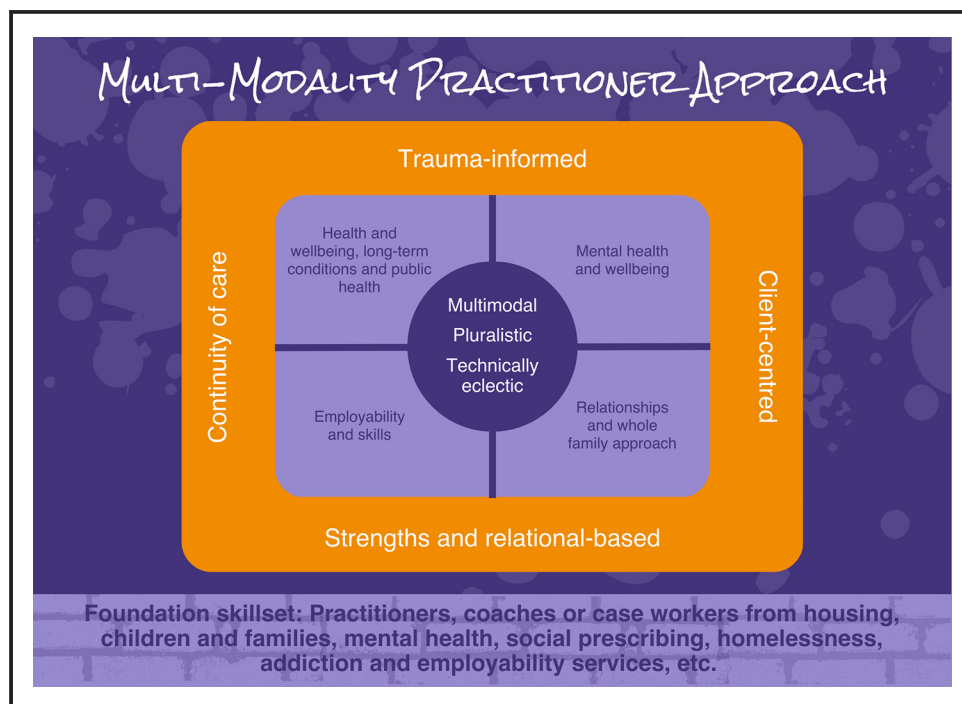 Multi-Modality Practitioner Approach
Trauma-informed
Continuity of care
Health and
wellbeing, long-term
conditions and public
health
Mental health
and wellbeing
Multimodal
Pluralistic
Technically
eclectic
Client-centred
Employability
and skills
Relationships
and whole
family approach
Strengths and relational-based
Foundation skillset: Practitioners, coaches or case workers from housing,
children and families, mental health, social prescribing, homelessness,
addiction and employability services, etc.